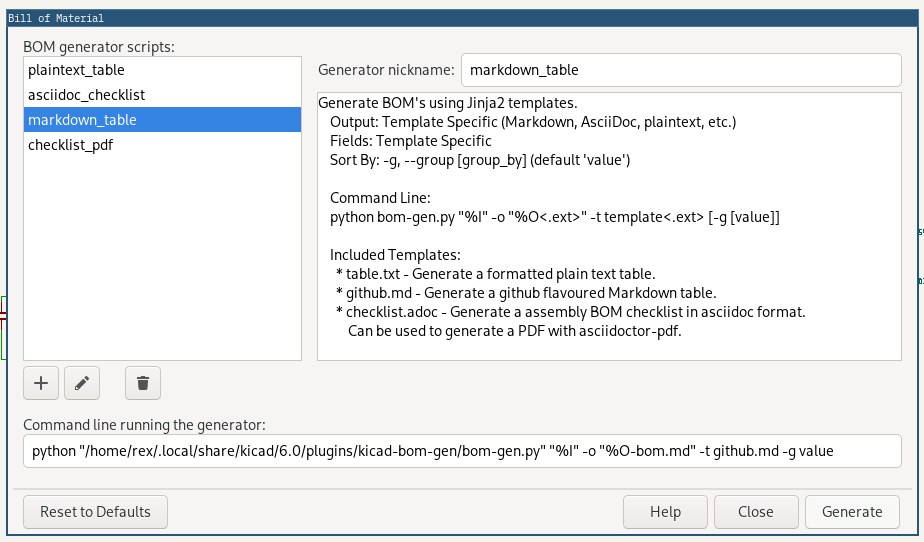 Bill of Material
BOM generator scripts:
plaintext_table
asciidoc_checklist
markdown_table
checklist_pdf
Generator nickname: markdown_table
Generate BOM's using Jinja2 templates.
Output: Template Specific (Markdown, AsciiDoc, plaintext, etc.)
Fields: Template Specific
Sort By: -g, --group [group_by] (default 'value')
Command Line:
python bom-gen.py "%I" -o "%O<.ext>" -t template<.ext> [-g [value]]
Included Templates:
* table.txt - Generate a formatted plain text table.
* github.md - Generate a github flavoured Markdown table.
* checklist.adoc - Generate a assembly BOM checklist in asciidoc format.
Can be used to generate a PDF with asciidoctor-pdf.
Command line running the generator:
python "/home/rex/.local/share/kicad/6.0/plugins/kicad-bom-gen/bom-gen.py" "%I" -o "%O-bom.md" -t github.md -g value
Reset to Defaults
Help
Close
Generate